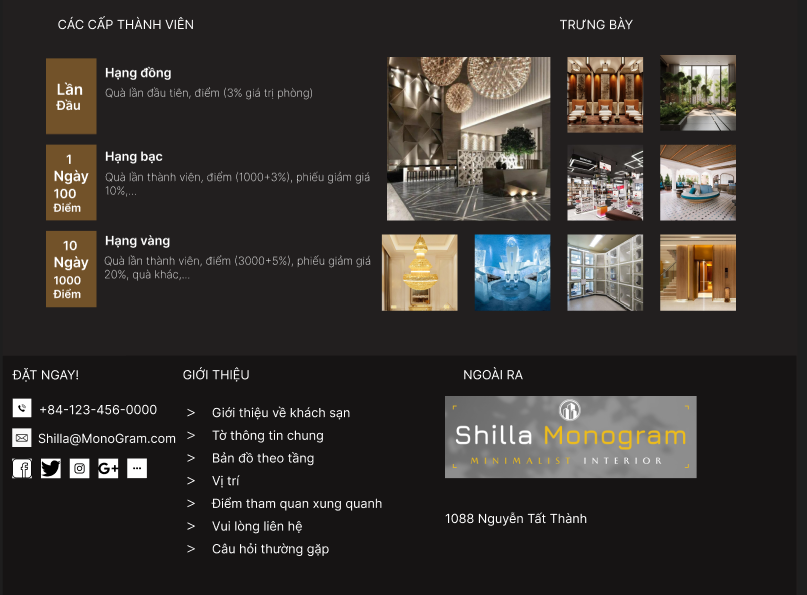 CÁC CẤP THÀNH VIÊN
Lần
Đầu
Hạng đồng
Quà lần đầu tiên, điểm (3% giá trị phòng)
1
Ngày
100
Điểm
Hạng bạc
Quà lần thành viên, điểm (1000+3%), phiếu giảm giá
10%,...
10
Ngày
1000
Điểm
Hạng vàng
Quà lần thành viên, điểm (3000+5%), phiếu giảm giá
20%, quà khác,...
TRƯNG BÀY
ĐẶT NGAY!
+84-123-456-0000
Shilla@MonoGram.com
G+
GIỚI THIỆU
> Giới thiệu về khách sạn
> Tờ thông tin chung
> Bản đồ theo tầng
> Vị trí
> Điểm tham quan xung quanh
> Vui lòng liên hệ
> Câu hỏi thường gặp
NGOÀI RA
Shilla Monogram
MINIMALIST INTERIOR
1088 Nguyễn Tất Thành